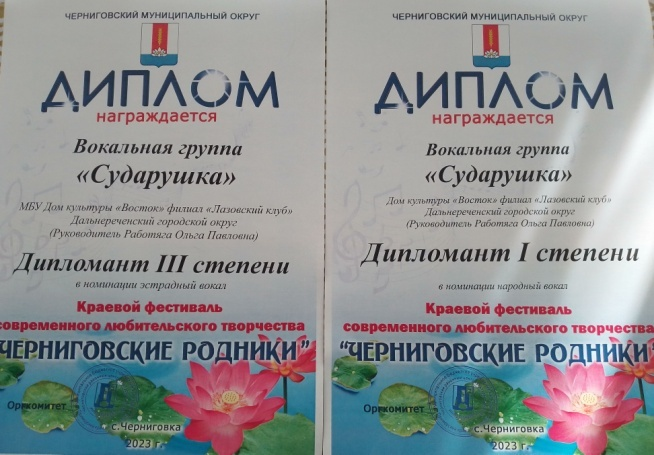 ЧЕРНИГОВСКИЙ МУНИЦИПАЛЬНЫЙ ОКРУГ
ДИПЛОМ
награждается
Вокальная группа
«Сударушка»
МБУ Дом культуры «Восток» филиал «Лазовский клуб»
Дальнереченский городской округ
(Руководитель Работяга Ольга Павловна)
Дипломант III степени
в номинации эстрадный вокал
Краевой фестиваль
современного любительского творчества
"ЧЕРНИГОВСКИЕ РОДНИКИ"
Оргкомитет
с.Черниговка
2023 г.
ЧЕРНИГОВСКИЙ МУНИЦИПАЛЬНЫЙ ОКРУГ
ДИПЛОМ
награждается
Вокальная группа
«Сударушка»
Дом культуры «Восток» филиал «Лазовский клуб»
Дальнереченский городской округ
(Руководитель Работяга Ольга Павловна)
Дипломант I степени
в номинации народный вокал
Краевой фестиваль
современного любительского творчества
"ЧЕРНИГОВСКИЕ РОДНИКИ"
Оргкомитет
с.Черниговка
2023 г.